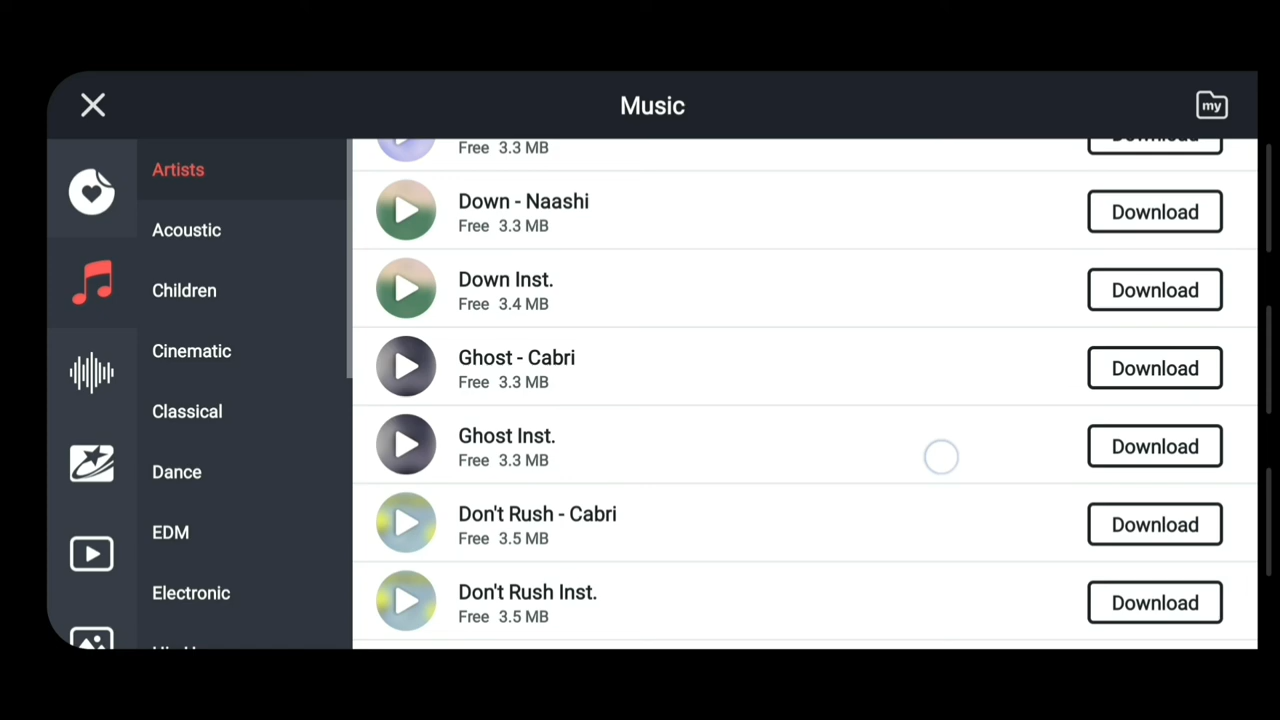 Music
my
Artists
Acoustic
Children
Cinematic
Classical
Dance
EDM
Electronic
Free 3.3 MB
Download
Down - Naashi
Free 3.3 MB
Download
Down Inst.
Free 3.4 MB
Download
Ghost - Cabri
Free 3.3 MB
Download
Ghost Inst.
Free 3.3 MB
Download
Don't Rush - Cabri
Free 3.5 MB
Download
Don't Rush Inst.
Free 3.5 MB
Download